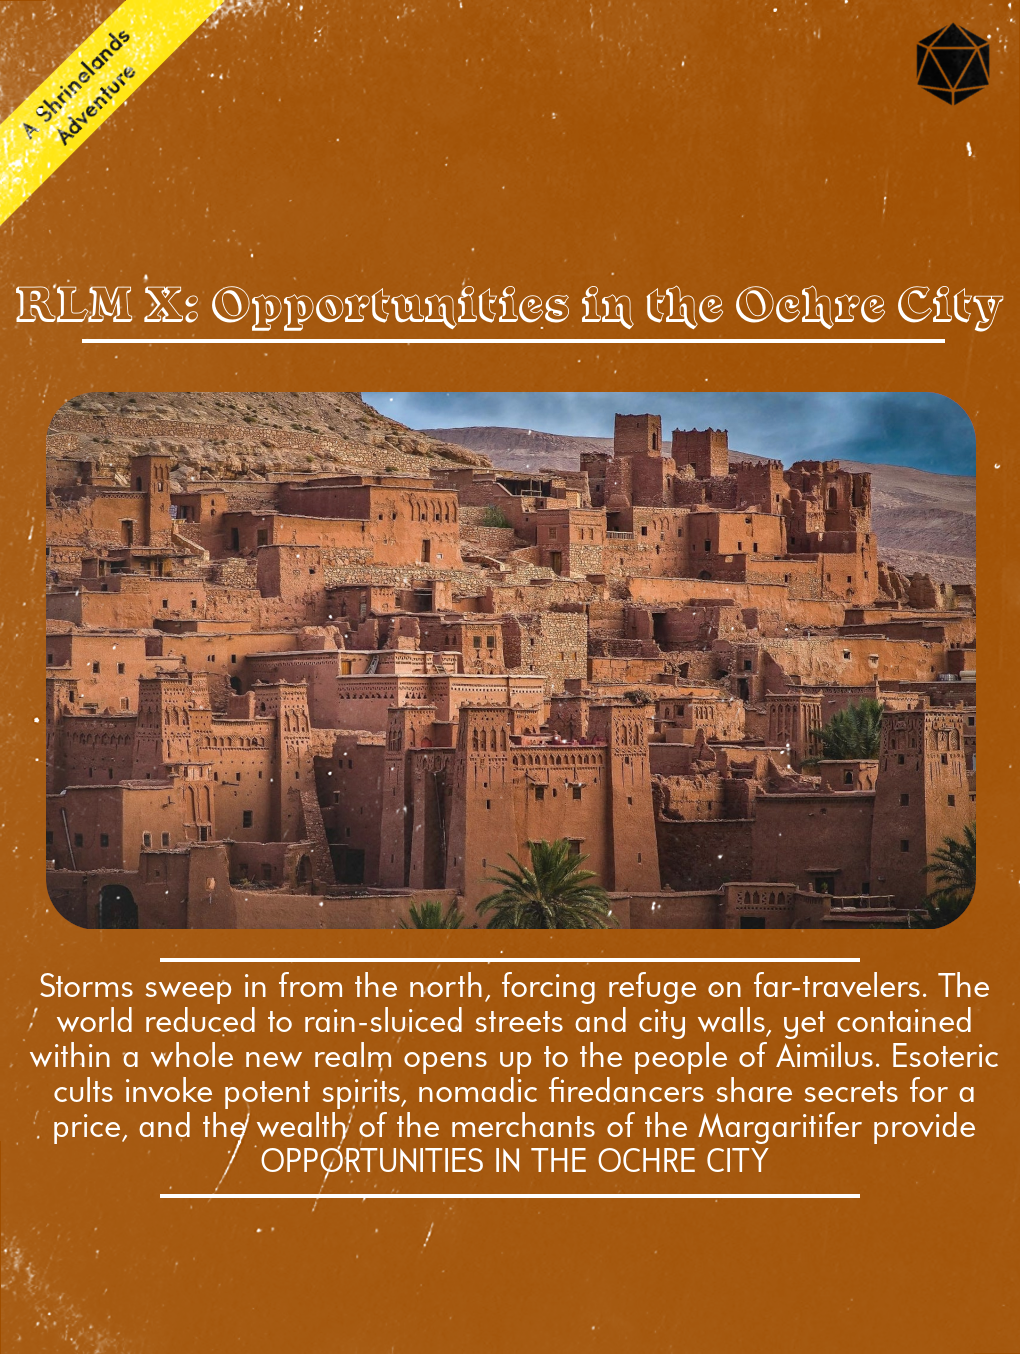 A Shrinelands
Adventure
RLM X: Opportunities in the Ochre City
Storms sweep in from the north, forcing refuge on far-travelers. The
world reduced to rain-sluiced streets and city walls, yet contained
within a whole new realm opens up to the people of Aimilus. Esoteric
cults invoke potent spirits, nomadic firedancers share secrets for a
price, and the wealth of the merchants of the Margaritifer provide
OPPORTUNITIES IN THE OCHRE CITY